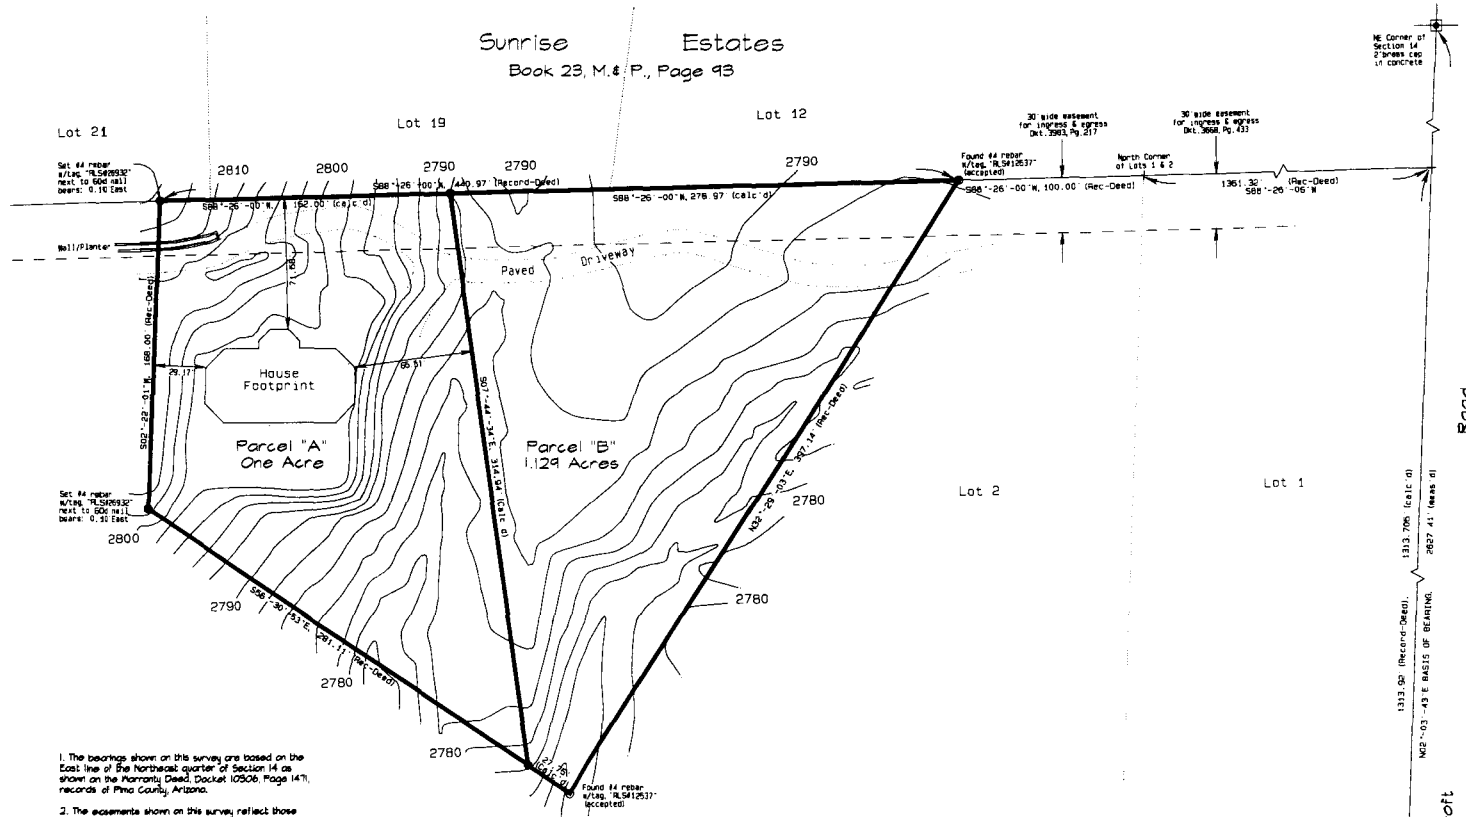 Sunrise Estates
Book 23, M.& P., Page 93
NE Corner of
Section 14
2"brass cap
in concrete
Lot 21
Lot 19
Lot 12
30' wide easement
for ingress & egress
Dkt.3983, Pg.217
30' wide easement
for ingress & egress
Dkt.3668, Pg.433
Set #4 rebar
w/tag, "RLS#26932"
next to 60d nail
bears: 0.10 East
2810
2800
2790
2790
2790
Found #4 rebar
w/tag, "RLS#12537"
(accepted)
North Corner
of Lots 1 & 2
S88°-26'-00"W, 440.97' (Record-Deed)
S88°-26'-00"W, 162.00' (calc'd)
S88°-26'-00"W, 278.97 (calc'd)
S88°-26'-00"W, 100.00' (Rec-Deed)
1361.32' (Rec-Deed)
S88°-26'-06"W
Wall/Planter
Paved Driveway
71.68
S02°-22'-01"W, 168.00' (Rec-Deed)
29.17'
House
Footprint
65.51
S07°-44'-34"E, 314.94' (Calc'd)
N32°-29'-03"E, 397.14' (Rec-Deed)
Road
Parcel "A"
One Acre
Parcel "B"
1.129 Acres
Lot 2
Lot 1
Set #4 rebar
w/tag, "RLS#26932"
next to 60d nail
bears: 0.10 East
2800
2780
2790
2780
S56°-30'-53"E, 281.11' (Rec-Deed)
2780
2780
27.75'
(calc'd)
Found #4 rebar
w/tag, "RLS#12537"
(accepted)
1313.92 (Record-Deed),
1313.706 (calc'd)
2627.41 (meas'd)
N02°-03'-43"E BASIS OF BEARING,
oft
1. The bearings shown on this survey are based on the
East line of the Northeast quarter of Section 14 as
shown on the Warranty Deed, Docket 10306, Page 1471,
records of Pima County, Arizona.
2. The easements shown on this survey reflect those